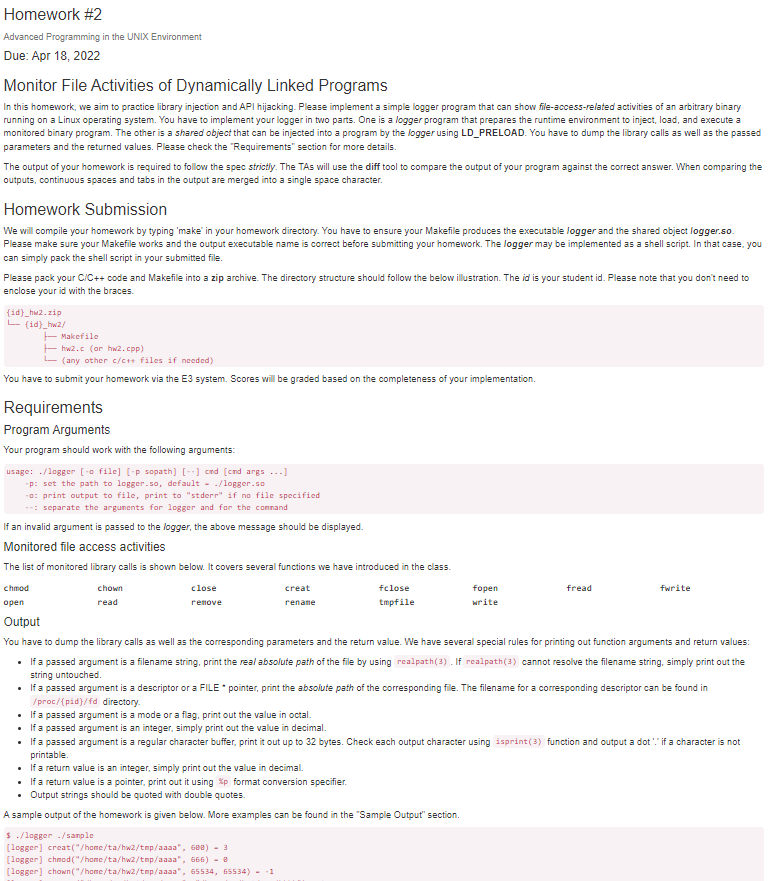 Homework #2
Advanced Programming in the UNIX Environment
Due: Apr 18, 2022
Monitor File Activities of Dynamically Linked Programs
In this homework, we aim to practice library injection and API hijacking. Please implement a simple logger program that can show file-access-related activities of an arbitrary binary
running on a Linux operating system. You have to implement your logger in two parts. One is a logger program that prepares the runtime environment to inject, load, and execute a
monitored binary program. The other is a shared object that can be injected into a program by the logger using LD_PRELOAD. You have to dump the library calls as well as the passed
parameters and the returned values. Please check the "Requirements" section for more details.
The output of your homework is required to follow the spec strictly. The TAs will use the diff tool to compare the output of your program against the correct answer. When comparing the
outputs, continuous spaces and tabs in the output are merged into a single space character.
Homework Submission
We will compile your homework by typing 'make' in your homework directory. You have to ensure your Makefile produces the executable logger and the shared object logger.so.
Please make sure your Makefile works and the output executable name is correct before submitting your homework. The logger may be implemented as a shell script. In that case, you
can simply pack the shell script in your submitted file.
Please pack your C/C++ code and Makefile into a zip archive. The directory structure should follow the below illustration. The id is your student id. Please note that you don't need to
enclose your id with the braces.
{id}_hw2.zip
└── {id}_hw2/
├── Makefile
├── hw2.c (or hw2.cpp)
└── (any other c/c++ files if needed)
You have to submit your homework via the E3 system. Scores will be graded based on the completeness of your implementation.
Requirements
Program Arguments
Your program should work with the following arguments:
usage: ./logger [-o file] [-p sopath] [--] cmd [cmd args ...]
-p: set the path to logger.so, default = ./logger.so
-o: print output to file, print to "stderr" if no file specified
--: separate the arguments for logger and for the command
If an invalid argument is passed to the logger, the above message should be displayed.
Monitored file access activities
The list of monitored library calls is shown below. It covers several functions we have introduced in the class.
chmod chown close creat fclose fopen fread fwrite
open read remove rename tmpfile write
Output
You have to dump the library calls as well as the corresponding parameters and the return value. We have several special rules for printing out function arguments and return values:
• If a passed argument is a filename string, print the real absolute path of the file by using realpath(3) . If realpath(3) cannot resolve the filename string, simply print out the
string untouched.
• If a passed argument is a descriptor or a FILE * pointer, print the absolute path of the corresponding file. The filename for a corresponding descriptor can be found in
/proc/{pid}/fd directory.
• If a passed argument is a mode or a flag, print out the value in octal.
• If a passed argument is an integer, simply print out the value in decimal.
• If a passed argument is a regular character buffer, print it out up to 32 bytes. Check each output character using isprint(3) function and output a dot '.' if a character is not
printable.
• If a return value is an integer, simply print out the value in decimal.
• If a return value is a pointer, print out it using %p format conversion specifier.
• Output strings should be quoted with double quotes.
A sample output of the homework is given below. More examples can be found in the "Sample Output" section.
$ ./logger ./sample
[logger] creat("/home/ta/hw2/tmp/aaaa", 600) = 3
[logger] chmod("/home/ta/hw2/tmp/aaaa", 666) = 0
[logger] chown("/home/ta/hw2/tmp/aaaa", 65534, 65534) = -1